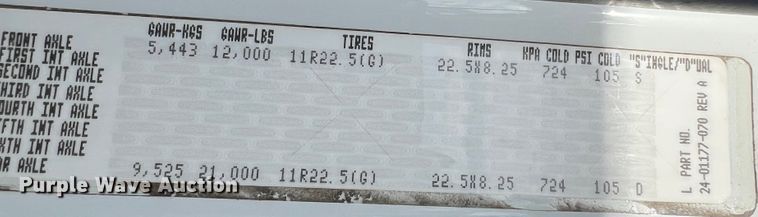 GAWR-KGS GAWR-LBS TIRES RIMS KPA COLD PSI COLD "S"INGLE/"D"UAL
FRONT AXLE 5,443 12,000 11R22.5(G) 22.5X8.25 724 105 S
FIRST INT AXLE
SECOND INT AXLE
HIRD INT AXLE
OURTH INT AXLE
FTH INT AXLE
XTH INT AXLE
AR AXLE 9,525 21,000 11R22.5(G) 22.5X8.25 724 105 D
L PART NO.
24-01177-070 REV A
Purple Wave Auction